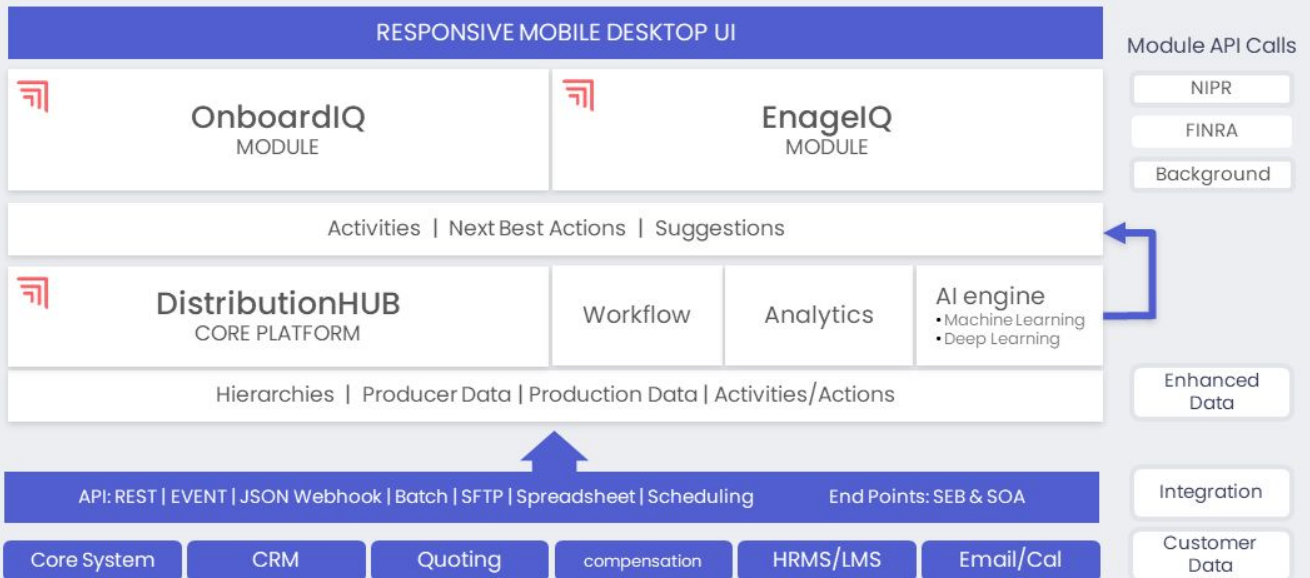 RESPONSIVE MOBILE DESKTOP UI
Module API Calls
OnboardIQ
MODULE
EnageIQ
MODULE
NIPR
FINRA
Background
Activities | Next Best Actions | Suggestions
DistributionHUB
CORE PLATFORM
Workflow
Analytics
AI engine
• Machine Learning
• Deep Learning
Hierarchies | Producer Data | Production Data | Activities/Actions
Enhanced
Data
API: REST | EVENT | JSON Webhook | Batch | SFTP | Spreadsheet | Scheduling End Points: SEB & SOA
Integration
Core System
CRM
Quoting
compensation
HRMS/LMS
Email/Cal
Customer
Data